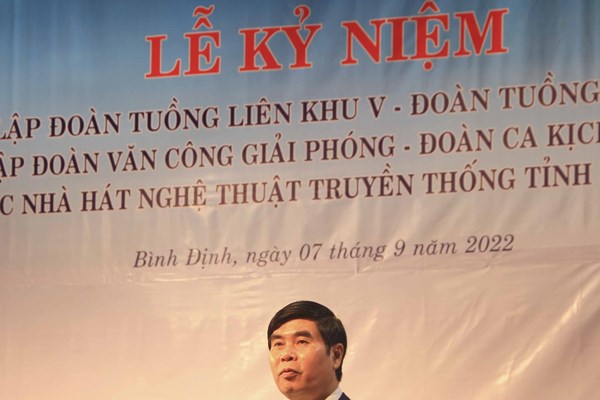 LỄ KỶ NIỆM
LẬP ĐOÀN TUỒNG LIÊN KHU V - ĐOÀN TUỒNG
ẬP ĐOÀN VĂN CÔNG GIẢI PHÓNG - ĐOÀN CA KỊCH
C NHÀ HÁT NGHỆ THUẬT TRUYỀN THỐNG TỈNH
Bình Định, ngày 07 tháng 9 năm 2022